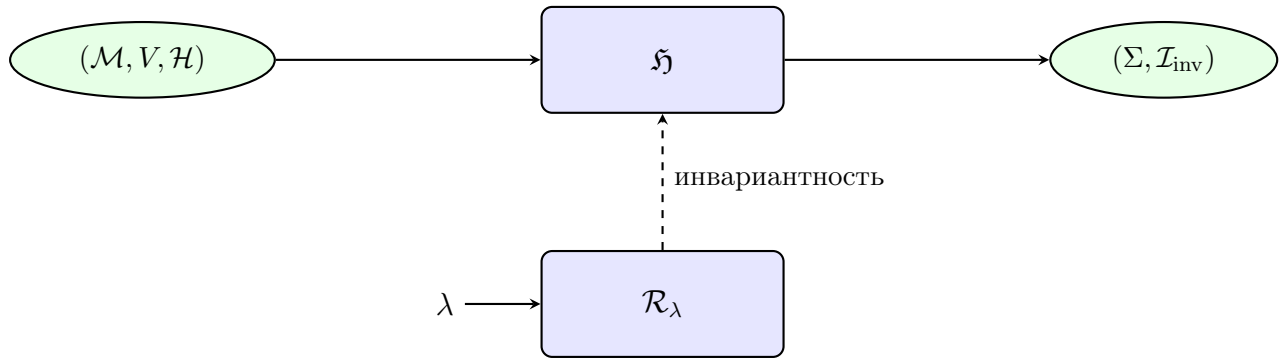 (ℳ, V, ℋ)
ℌ
(Σ, ℐ_inv)
инвариантность
λ
ℛ_λ